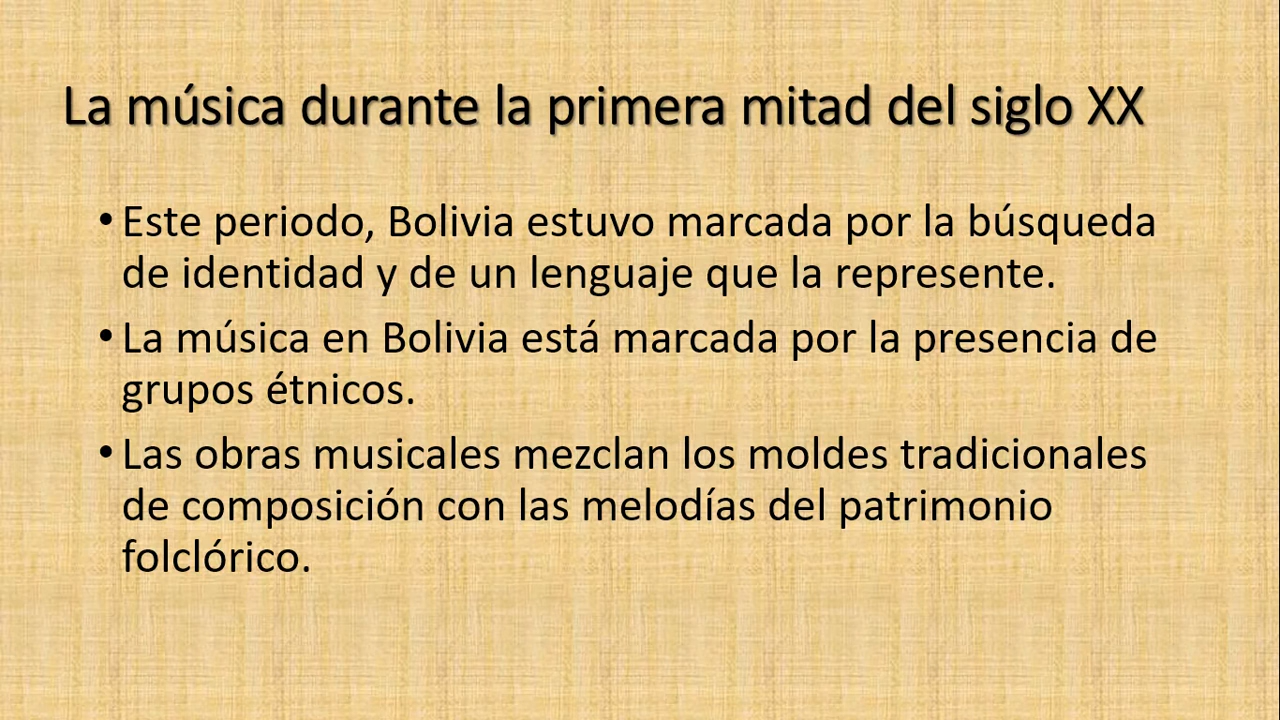 La música durante la primera mitad del siglo XX
•Este periodo, Bolivia estuvo marcada por la búsqueda
de identidad y de un lenguaje que la represente.
•La música en Bolivia está marcada por la presencia de
grupos étnicos.
•Las obras musicales mezclan los moldes tradicionales
de composición con las melodías del patrimonio
folclórico.